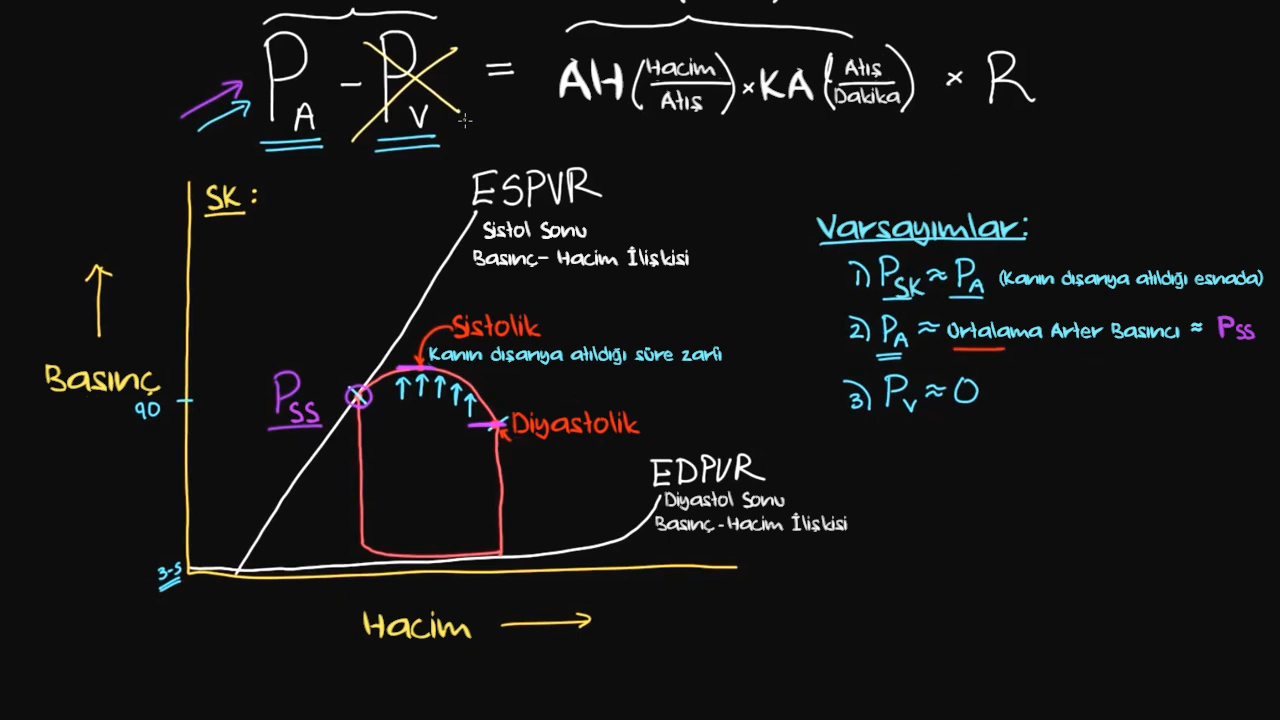 P_A - P_V = AH (Hacim/Atış) × KA (Atış/Dakika) × R
SK:
ESPVR
Sistol Sonu
Basınç- Hacim İlişkisi
Varsayımlar:
1) P_SK ≈ P_A (Kanın dışarıya atıldığı esnada)
2) P_A ≈ Ortalama Arter Basıncı ≈ P_SS
3) P_V ≈ 0
Sistolik
Kanın dışarıya atıldığı süre zarfı
Basınç
90
P_SS
Diyastolik
EDPVR
Diyastol Sonu
Basınç-Hacim İlişkisi
3-5
Hacim